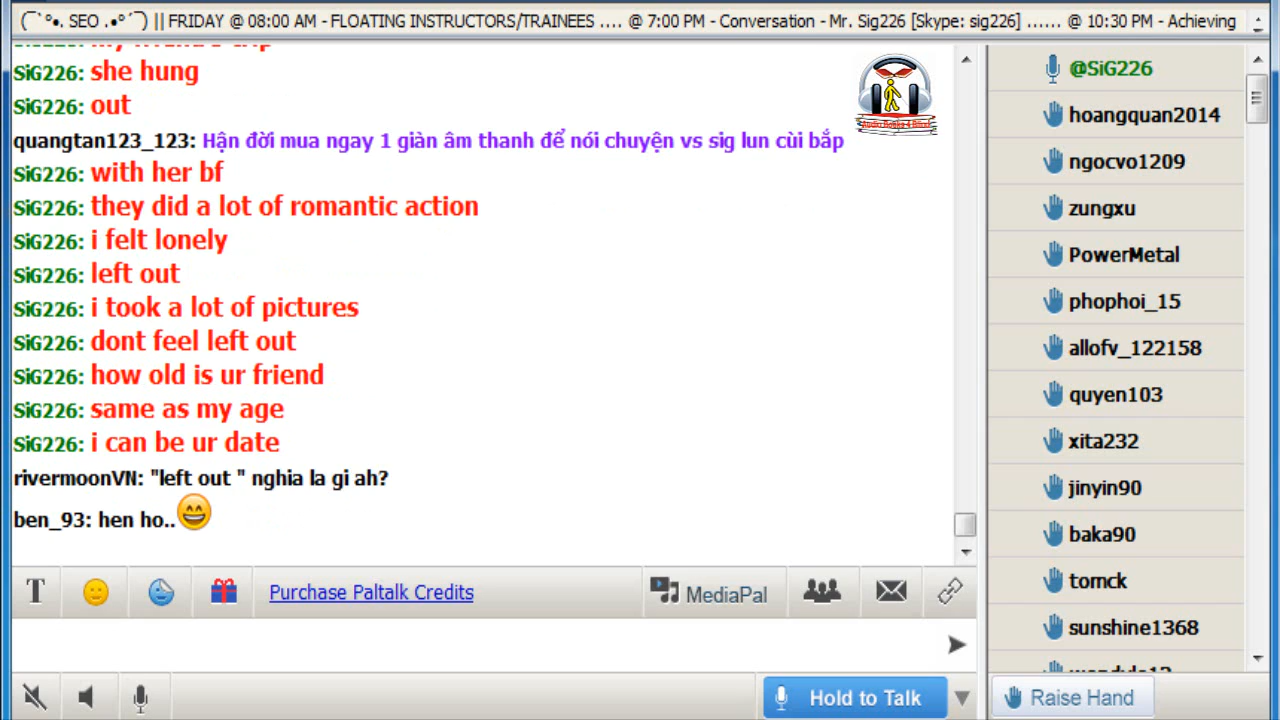 (¯`°•. SEO .•°´¯) || FRIDAY @ 08:00 AM - FLOATING INSTRUCTORS/TRAINEES .... @ 7:00 PM - Conversation - Mr. Sig226 [Skype: sig226] ...... @ 10:30 PM - Achieving
SiG226: she hung
SiG226: out
quangtan123_123: Hận đời mua ngay 1 giàn âm thanh để nói chuyện vs sig lun cùi bắp
SiG226: with her bf
SiG226: they did a lot of romantic action
SiG226: i felt lonely
SiG226: left out
SiG226: i took a lot of pictures
SiG226: dont feel left out
SiG226: how old is ur friend
SiG226: same as my age
SiG226: i can be ur date
rivermoonVN: "left out " nghia la gi ah?
ben_93: hen ho..
Purchase Paltalk Credits
MediaPal
Hold to Talk
@SiG226
hoangquan2014
ngocvo1209
zungxu
PowerMetal
phophoi_15
allofv_122158
quyen103
xita232
jinyin90
baka90
tomck
sunshine1368
Raise Hand